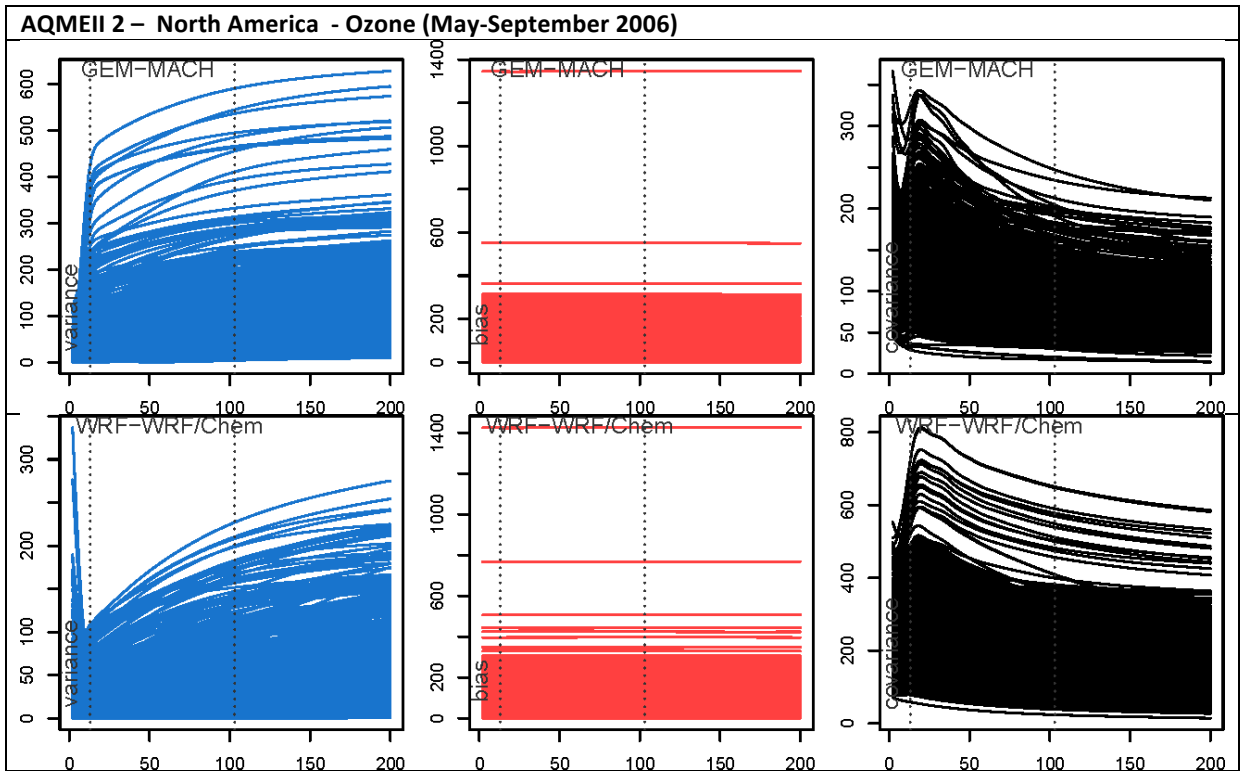 AQMEII 2 – North America - Ozone (May-September 2006)
GEM−MACH
variance
0 100 200 300 400 500 600
0 50 100 150 200
GEM−MACH
bias
0 200 600 1000 1400
0 50 100 150 200
GEM−MACH
covariance
0 50 100 200 300
0 50 100 150 200
WRF−WRF/Chem
variance
0 50 100 200 300
0 50 100 150 200
WRF−WRF/Chem
bias
0 200 600 1000 1400
0 50 100 150 200
WRF−WRF/Chem
covariance
0 200 400 600 800
0 50 100 150 200